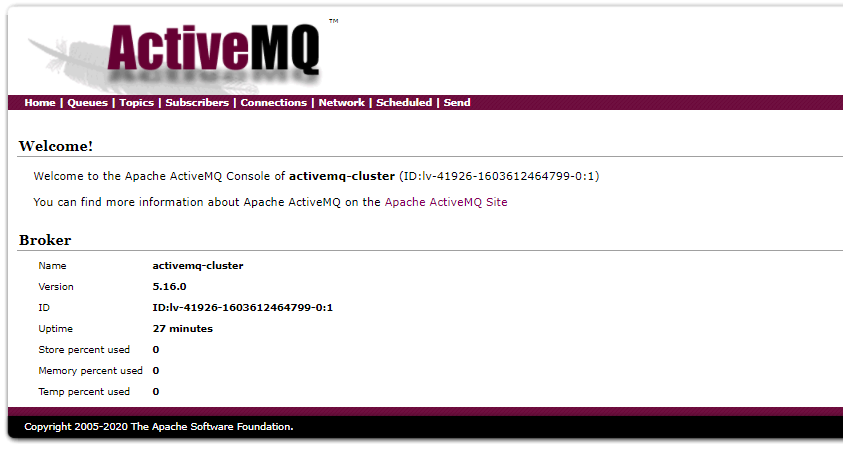 ActiveMQ ™
Home | Queues | Topics | Subscribers | Connections | Network | Scheduled | Send
Welcome!
Welcome to the Apache ActiveMQ Console of activemq-cluster (ID:lv-41926-1603612464799-0:1)
You can find more information about Apache ActiveMQ on the Apache ActiveMQ Site
Broker
Name activemq-cluster
Version 5.16.0
ID ID:lv-41926-1603612464799-0:1
Uptime 27 minutes
Store percent used 0
Memory percent used 0
Temp percent used 0
Copyright 2005-2020 The Apache Software Foundation.